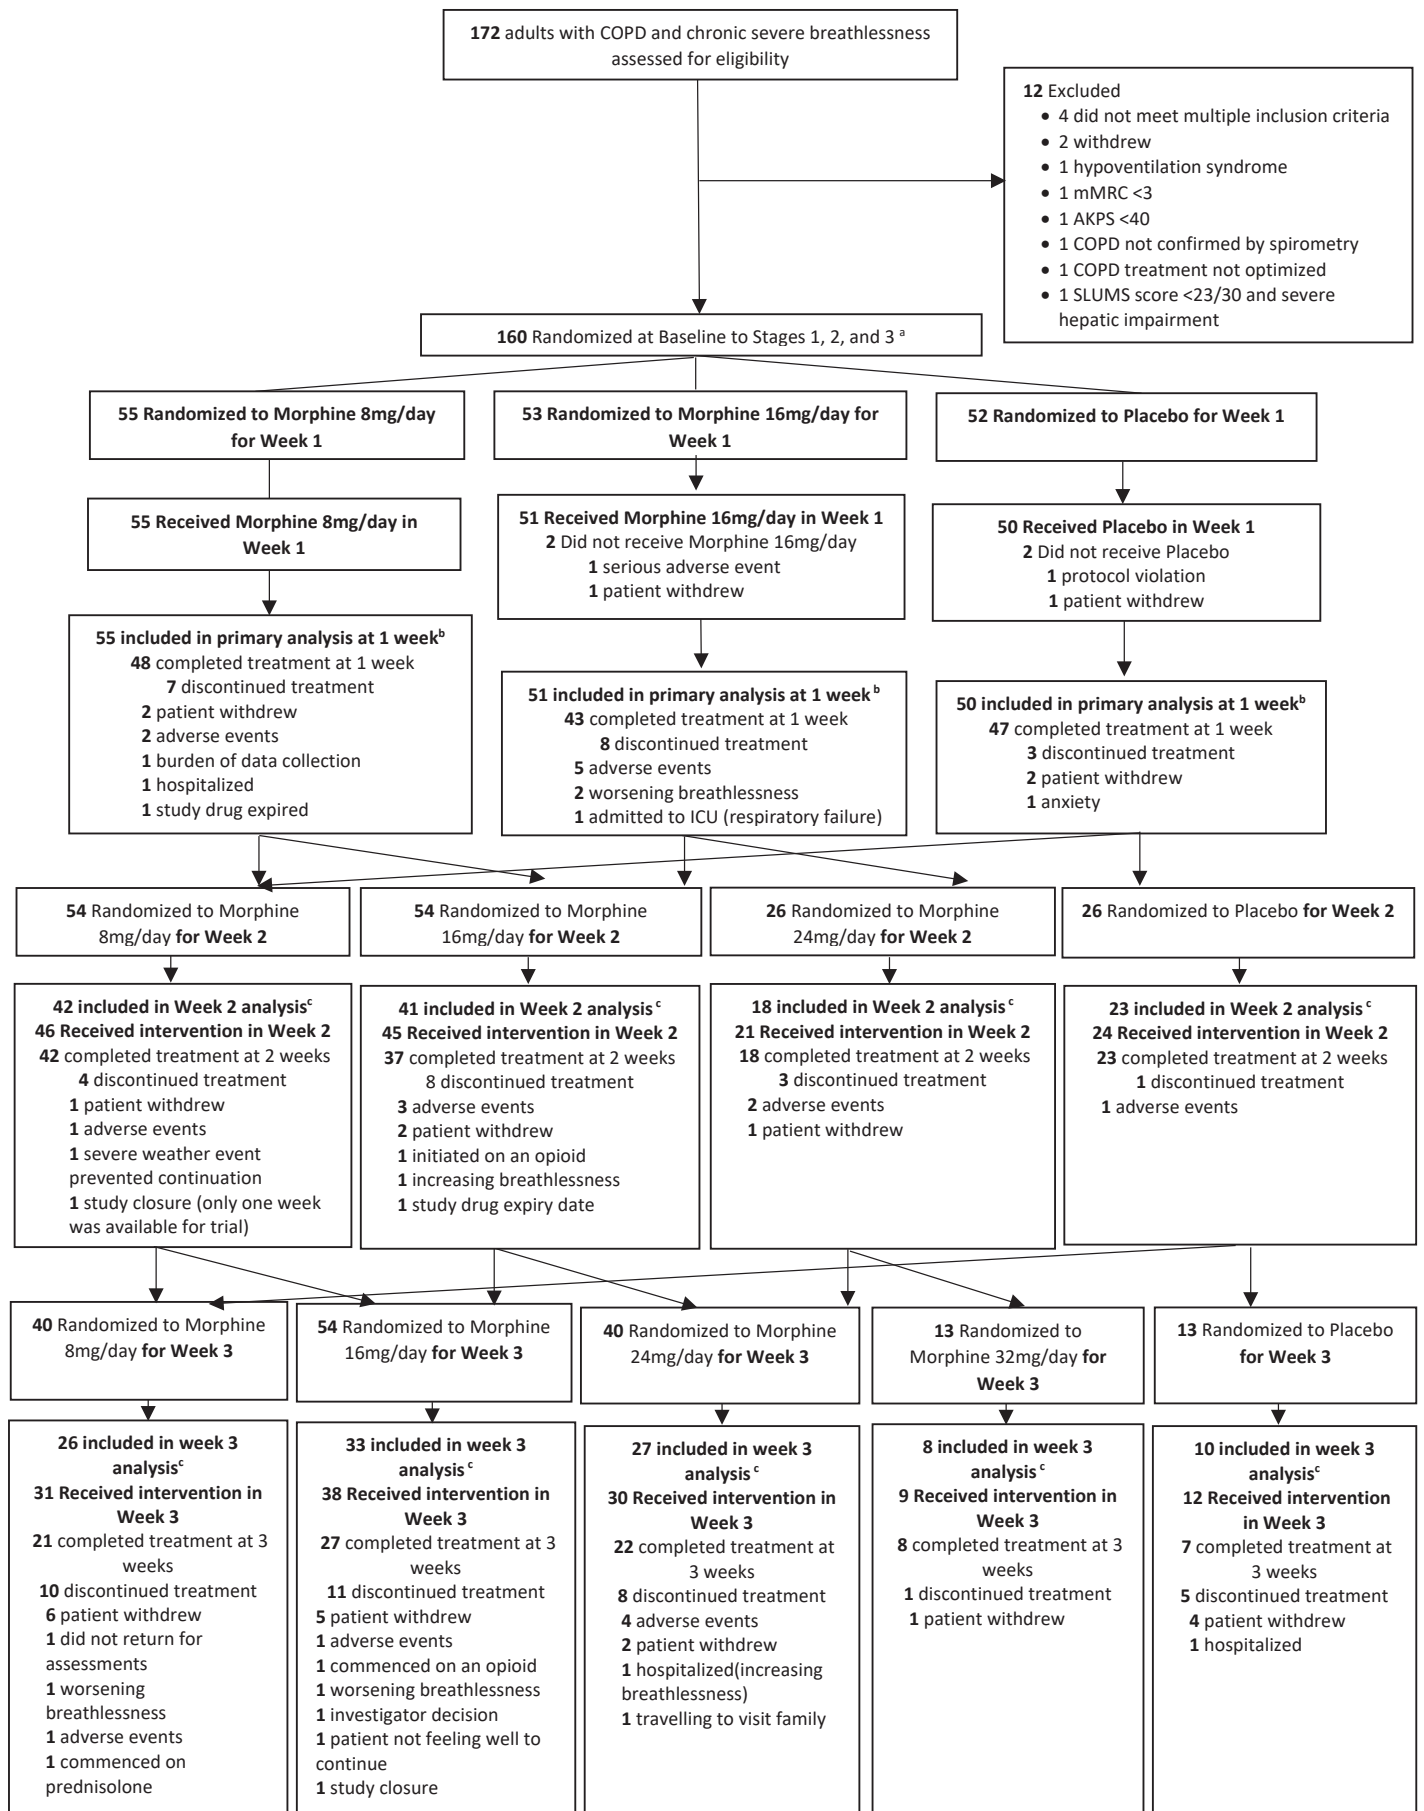 172 adults with COPD and chronic severe breathlessness
assessed for eligibility
12 Excluded
• 4 did not meet multiple inclusion criteria
• 2 withdrew
• 1 hypoventilation syndrome
• 1 mMRC <3
• 1 AKPS <40
• 1 COPD not confirmed by spirometry
• 1 COPD treatment not optimized
• 1 SLUMS score <23/30 and severe
hepatic impairment
160 Randomized at Baseline to Stages 1, 2, and 3 a
55 Randomized to Morphine 8mg/day
for Week 1
53 Randomized to Morphine 16mg/day for
Week 1
52 Randomized to Placebo for Week 1
55 Received Morphine 8mg/day in
Week 1
51 Received Morphine 16mg/day in Week 1
2 Did not receive Morphine 16mg/day
1 serious adverse event
1 patient withdrew
50 Received Placebo in Week 1
2 Did not receive Placebo
1 protocol violation
1 patient withdrew
55 included in primary analysis at 1 week b
48 completed treatment at 1 week
7 discontinued treatment
2 patient withdrew
2 adverse events
1 burden of data collection
1 hospitalized
1 study drug expired
51 included in primary analysis at 1 week b
43 completed treatment at 1 week
8 discontinued treatment
5 adverse events
2 worsening breathlessness
1 admitted to ICU (respiratory failure)
50 included in primary analysis at 1 week b
47 completed treatment at 1 week
3 discontinued treatment
2 patient withdrew
1 anxiety
54 Randomized to Morphine
8mg/day for Week 2
54 Randomized to Morphine
16mg/day for Week 2
26 Randomized to Morphine
24mg/day for Week 2
26 Randomized to Placebo for Week 2
42 included in Week 2 analysis c
46 Received intervention in Week 2
42 completed treatment at 2 weeks
4 discontinued treatment
1 patient withdrew
1 adverse events
1 severe weather event
prevented continuation
1 study closure (only one week
was available for trial)
41 included in Week 2 analysis c
45 Received intervention in Week 2
37 completed treatment at 2 weeks
8 discontinued treatment
3 adverse events
2 patient withdrew
1 initiated on an opioid
1 increasing breathlessness
1 study drug expiry date
18 included in Week 2 analysis c
21 Received intervention in Week 2
18 completed treatment at 2 weeks
3 discontinued treatment
2 adverse events
1 patient withdrew
23 included in Week 2 analysis c
24 Received intervention in Week 2
23 completed treatment at 2 weeks
1 discontinued treatment
1 adverse events
40 Randomized to Morphine
8mg/day for Week 3
54 Randomized to Morphine
16mg/day for Week 3
40 Randomized to Morphine
24mg/day for Week 3
13 Randomized to
Morphine 32mg/day for
Week 3
13 Randomized to Placebo
for Week 3
26 included in week 3
analysis c
31 Received intervention in
Week 3
21 completed treatment at 3
weeks
10 discontinued treatment
6 patient withdrew
1 did not return for
assessments
1 worsening
breathlessness
1 adverse events
1 commenced on
prednisolone
33 included in week 3
analysis c
38 Received intervention in
Week 3
27 completed treatment at 3
weeks
11 discontinued treatment
5 patient withdrew
1 adverse events
1 commenced on an opioid
1 worsening breathlessness
1 investigator decision
1 patient not feeling well to
continue
1 study closure
27 included in week 3
analysis c
30 Received intervention in
Week 3
22 completed treatment at
3 weeks
8 discontinued treatment
4 adverse events
2 patient withdrew
1 hospitalized(increasing
breathlessness)
1 travelling to visit family
8 included in week 3
analysis c
9 Received intervention in
Week 3
8 completed treatment at 3
weeks
1 discontinued treatment
1 patient withdrew
10 included in week 3
analysis c
12 Received intervention
in Week 3
7 completed treatment at
3 weeks
5 discontinued treatment
4 patient withdrew
1 hospitalized